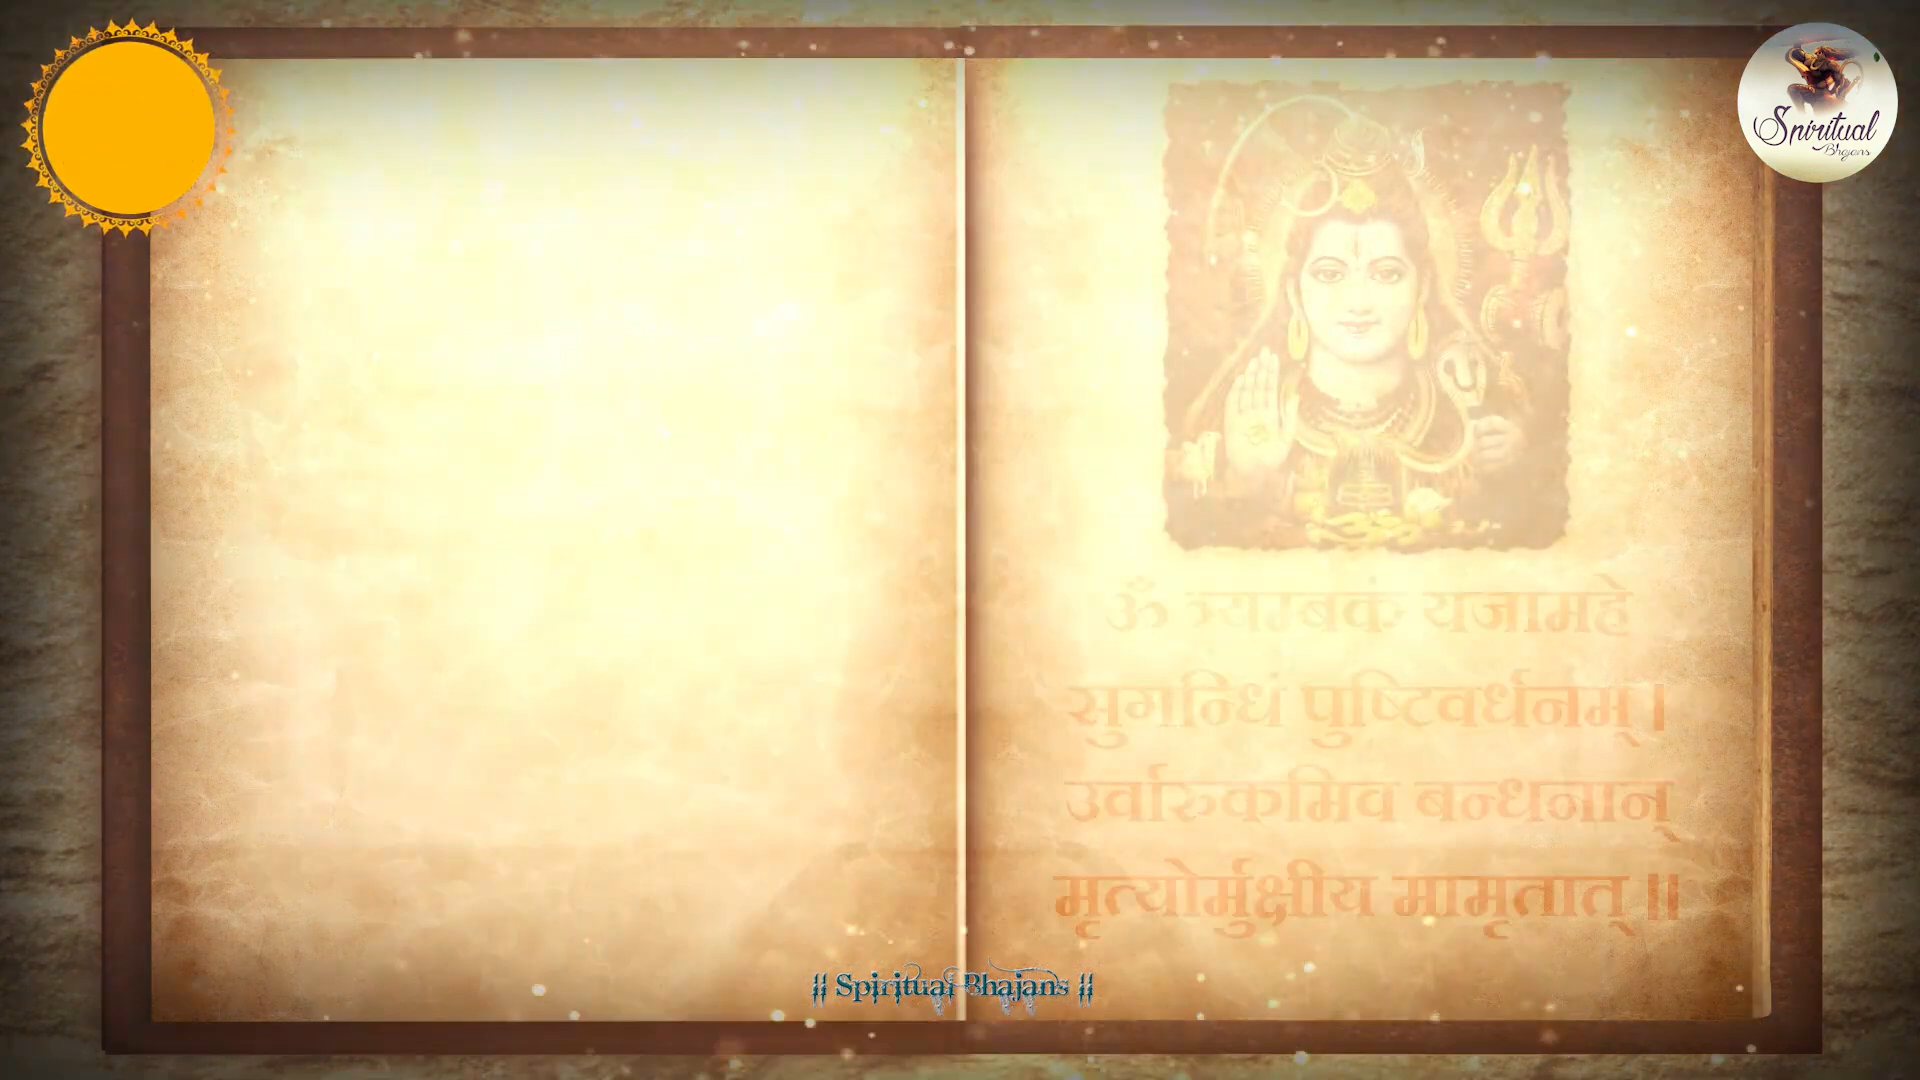 Spiritual
Bhajans
ॐ त्र्यम्बकं यजामहे
सुगन्धिं पुष्टिवर्धनम्।
उर्वारुकमिव बन्धनान्
मृत्योर्मुक्षीय मामृतात्॥
|| Spiritual Bhajans ||